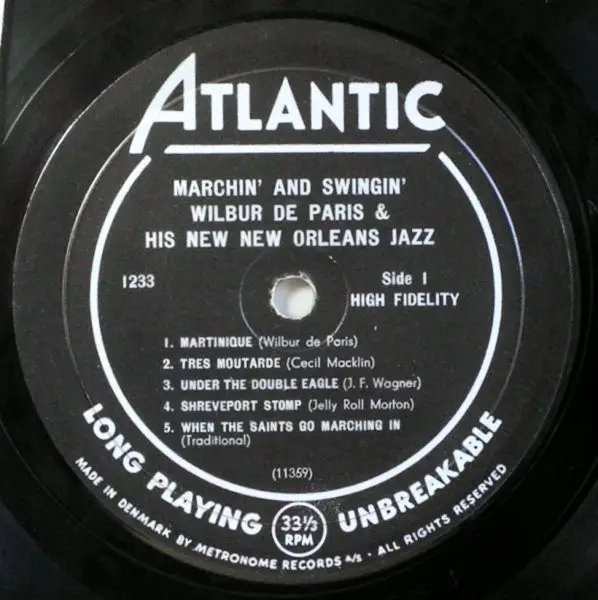 ATLANTIC
MARCHIN' AND SWINGIN'
WILBUR DE PARIS &
HIS NEW NEW ORLEANS JAZZ
1233
Side 1
HIGH FIDELITY
1. MARTINIQUE (Wilbur de Paris)
2. TRES MOUTARDE (Cecil Macklin)
3. UNDER THE DOUBLE EAGLE (J. F. Wagner)
4. SHREVEPORT STOMP (Jelly Roll Morton)
5. WHEN THE SAINTS GO MARCHING IN
(Traditional)
(11359)
LONG PLAYING 33⅓ RPM UNBREAKABLE
MADE IN DENMARK BY METRONOME RECORDS A/S - ALL RIGHTS RESERVED